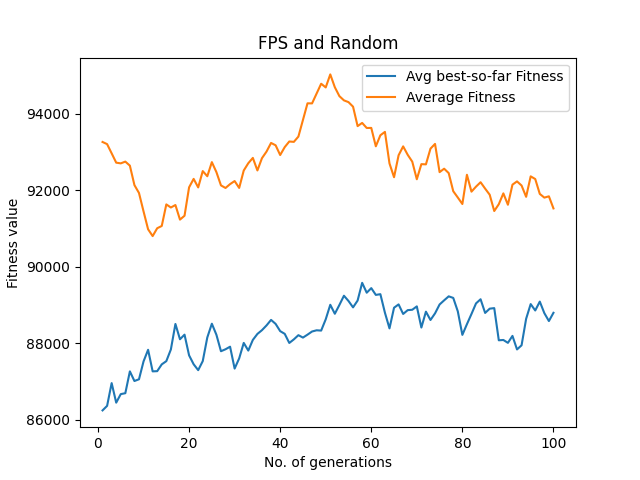 FPS and Random
Avg best-so-far Fitness
Average Fitness
94000
92000
90000
88000
86000
Fitness value
0 20 40 60 80 100
No. of generations